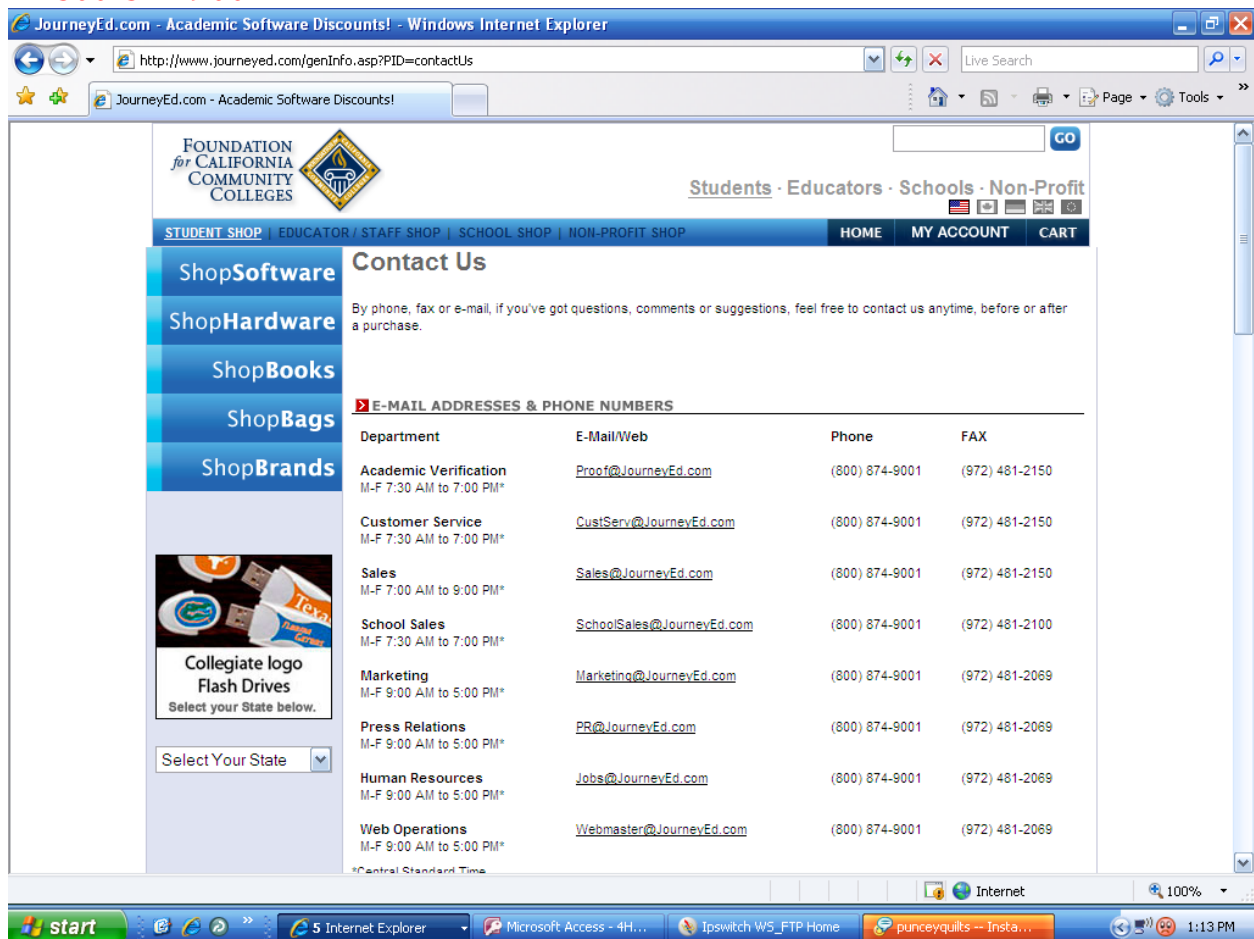 JourneyEd.com - Academic Software Discounts! - Windows Internet Explorer
http://www.journeyed.com/genInfo.asp?PID=contactUs
Live Search
JourneyEd.com - Academic Software Discounts!
Page
Tools
FOUNDATION
for CALIFORNIA
COMMUNITY
COLLEGES
GO
Students · Educators · Schools · Non-Profit
STUDENT SHOP | EDUCATOR / STAFF SHOP | SCHOOL SHOP | NON-PROFIT SHOP
HOME MY ACCOUNT CART
ShopSoftware
ShopHardware
ShopBooks
ShopBags
ShopBrands
Texas
Collegiate logo
Flash Drives
Select your State below.
Select Your State
Contact Us
By phone, fax or e-mail, if you've got questions, comments or suggestions, feel free to contact us anytime, before or after
a purchase.
E-MAIL ADDRESSES & PHONE NUMBERS
Department E-Mail/Web Phone FAX
Academic Verification Proof@JourneyEd.com (800) 874-9001 (972) 481-2150
M-F 7:30 AM to 7:00 PM*
Customer Service CustServ@JourneyEd.com (800) 874-9001 (972) 481-2150
M-F 7:30 AM to 7:00 PM*
Sales Sales@JourneyEd.com (800) 874-9001 (972) 481-2150
M-F 7:00 AM to 9:00 PM*
School Sales SchoolSales@JourneyEd.com (800) 874-9001 (972) 481-2100
M-F 7:30 AM to 7:00 PM*
Marketing Marketing@JourneyEd.com (800) 874-9001 (972) 481-2069
M-F 9:00 AM to 5:00 PM*
Press Relations PR@JourneyEd.com (800) 874-9001 (972) 481-2069
M-F 9:00 AM to 5:00 PM*
Human Resources Jobs@JourneyEd.com (800) 874-9001 (972) 481-2069
M-F 9:00 AM to 5:00 PM*
Web Operations Webmaster@JourneyEd.com (800) 874-9001 (972) 481-2069
M-F 9:00 AM to 5:00 PM*
*Central Standard Time
Internet 100%
start 5 Internet Explorer Microsoft Access - 4H... Ipswitch WS_FTP Home punceyquilts -- Insta... 1:13 PM